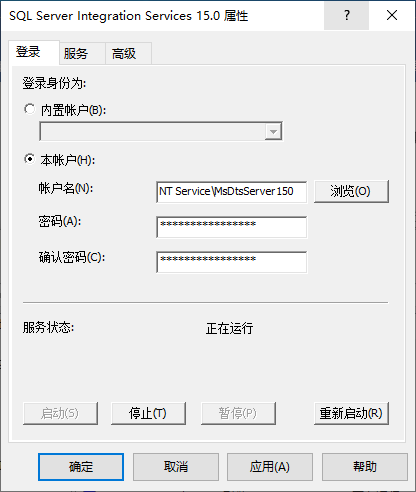 SQL Server Integration Services 15.0 属性
?
登录
服务
高级
登录身份为:
内置帐户(B):
本帐户(H):
帐户名(N):
NT Service\MsDtsServer150
浏览(O)
密码(A):
****************
确认密码(C):
****************
服务状态:
正在运行
启动(S)
停止(T)
暂停(P)
重新启动(R)
确定
取消
应用(A)
帮助